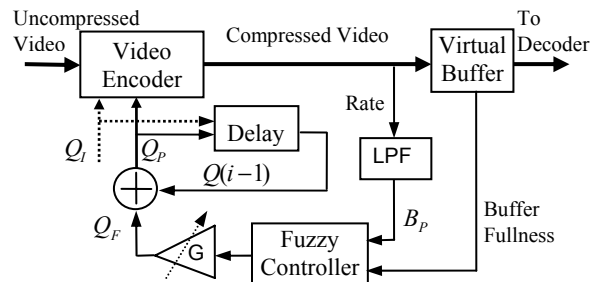 Uncompressed
Video
Video
Encoder
Compressed Video
Virtual
Buffer
To
Decoder
Rate
Delay
LPF
Q_I
Q_P
Q(i−1)
Q_F
G
Fuzzy
Controller
B_P
Buffer
Fullness